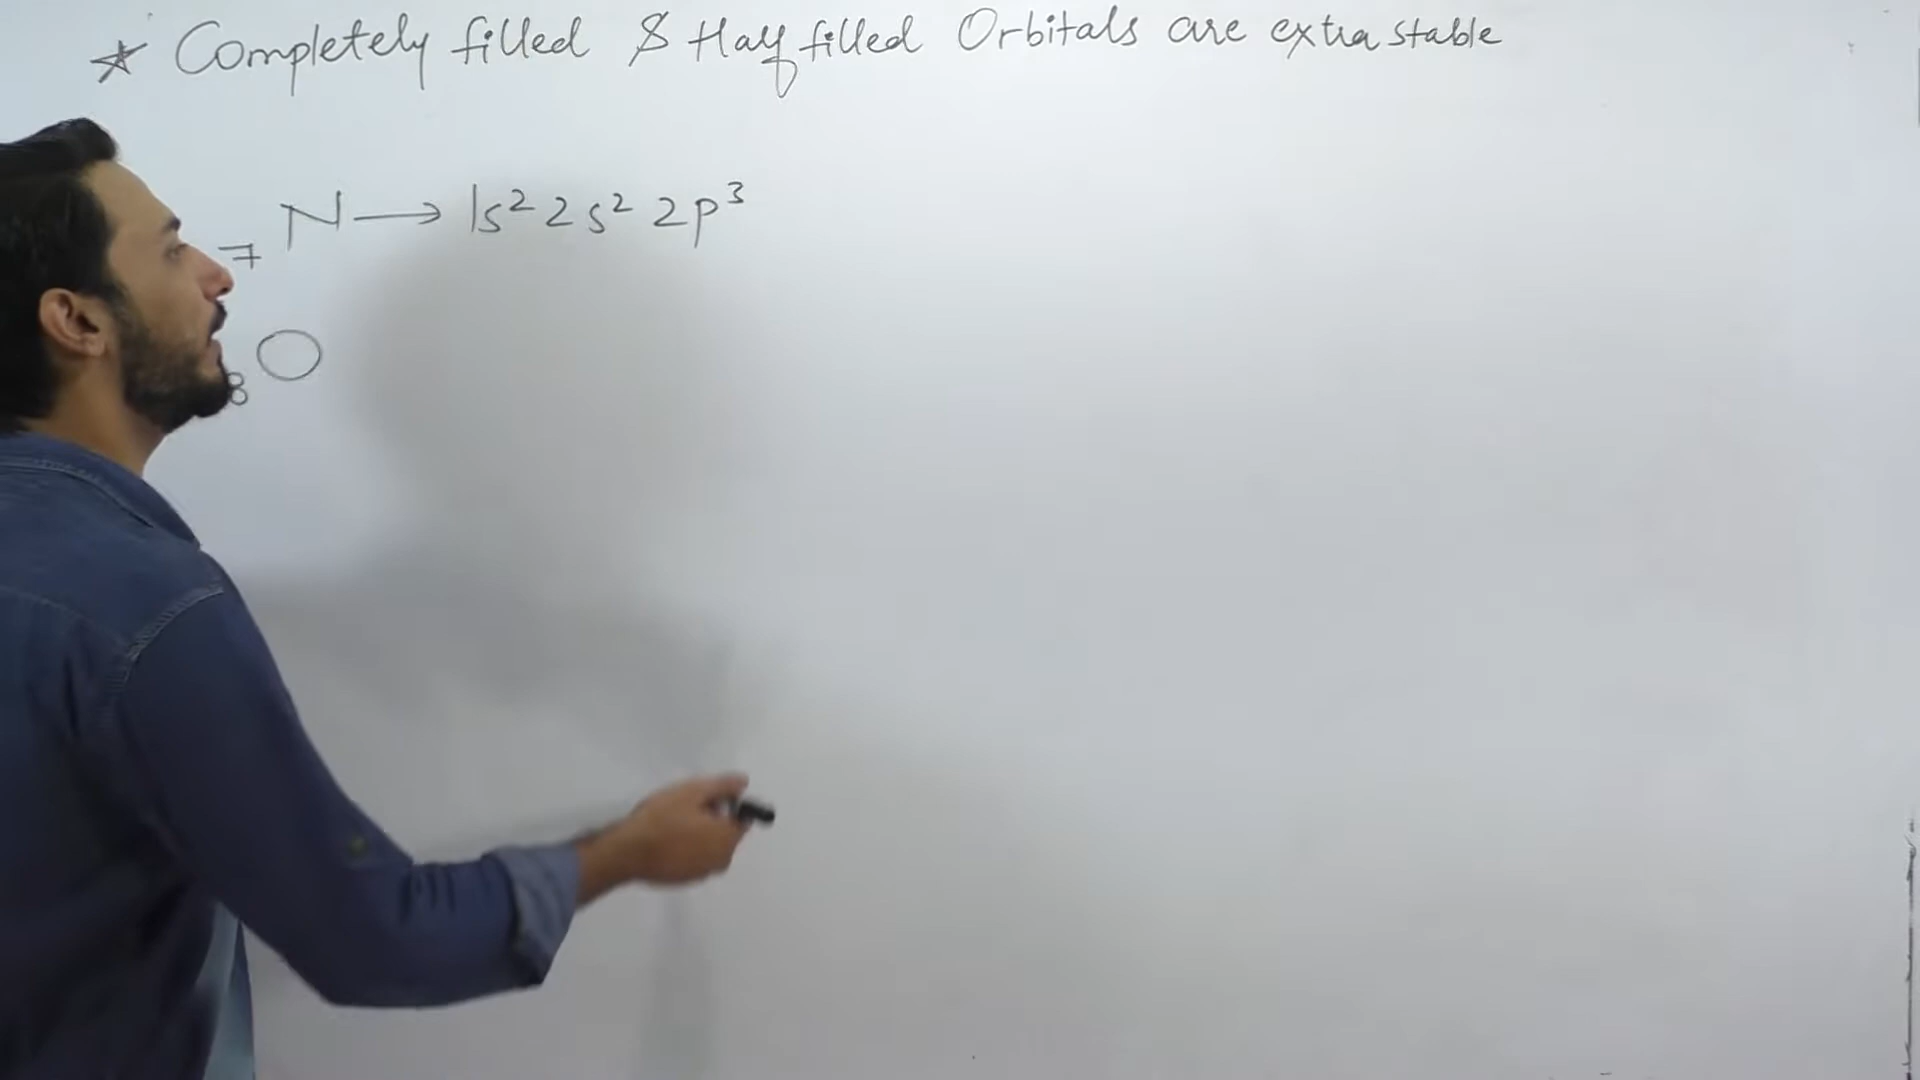 ★ Completely filled & Half filled Orbitals are extra stable
₇N → 1s² 2s² 2p³
₈O